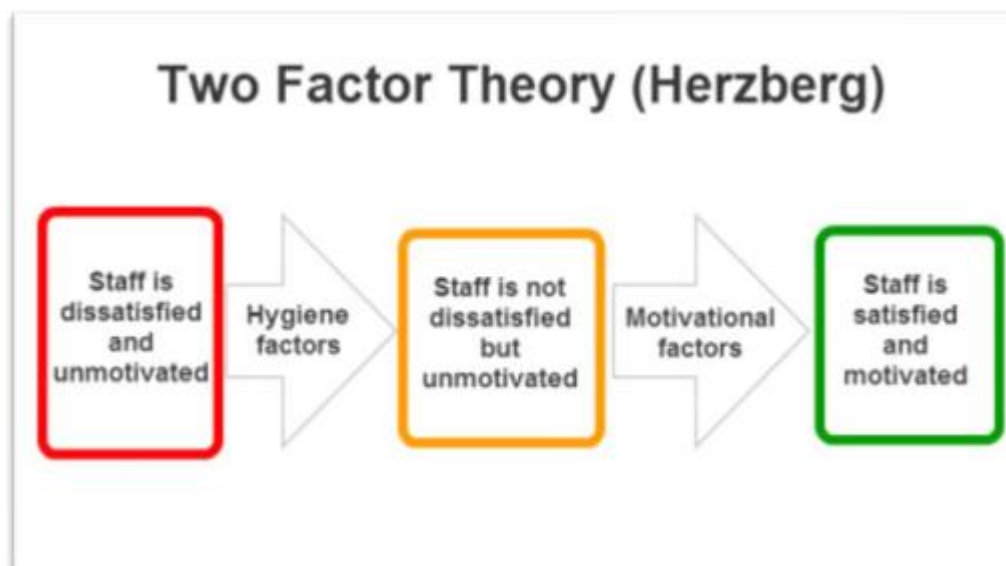 Two Factor Theory (Herzberg)
Staff is
dissatisfied
and
unmotivated
Hygiene
factors
Staff is not
dissatisfied
but
unmotivated
Motivational
factors
Staff is
satisfied
and
motivated